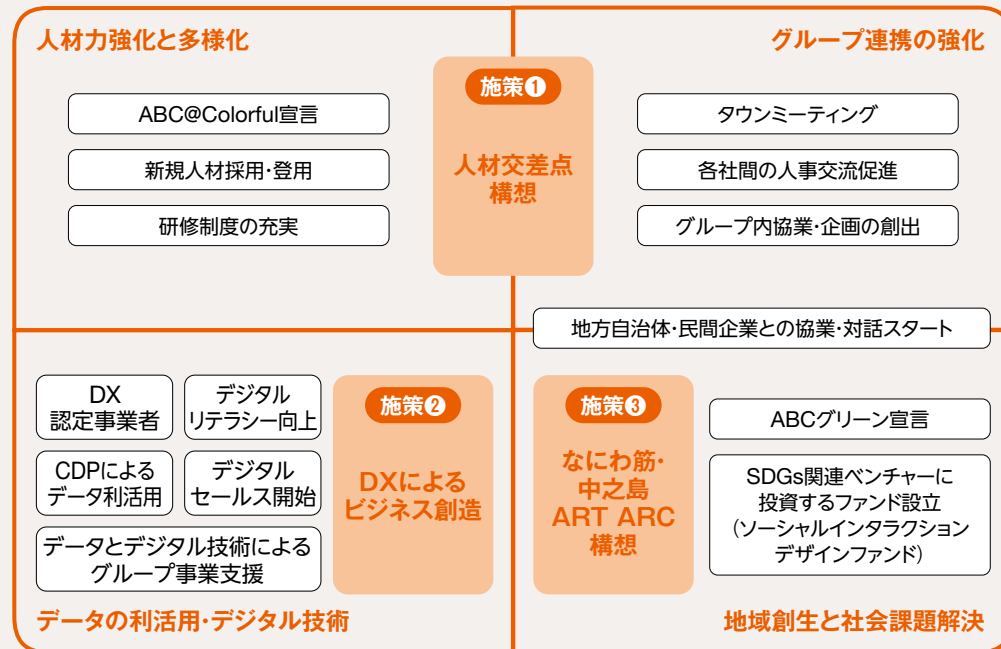 人材力強化と多様化
グループ連携の強化
施策❶
人材交差点
構想
ABC@Colorful宣言
新規人材採用・登用
研修制度の充実
タウンミーティング
各社間の人事交流促進
グループ内協業・企画の創出
地方自治体・民間企業との協業・対話スタート
DX
認定事業者
デジタル
リテラシー向上
CDPによる
データ利活用
デジタル
セールス開始
データとデジタル技術による
グループ事業支援
施策❷
DXによる
ビジネス創造
施策❸
なにわ筋・
中之島
ART ARC
構想
ABCグリーン宣言
SDGs関連ベンチャーに
投資するファンド設立
(ソーシャルインタラクション
デザインファンド)
データの利活用・デジタル技術
地域創生と社会課題解決